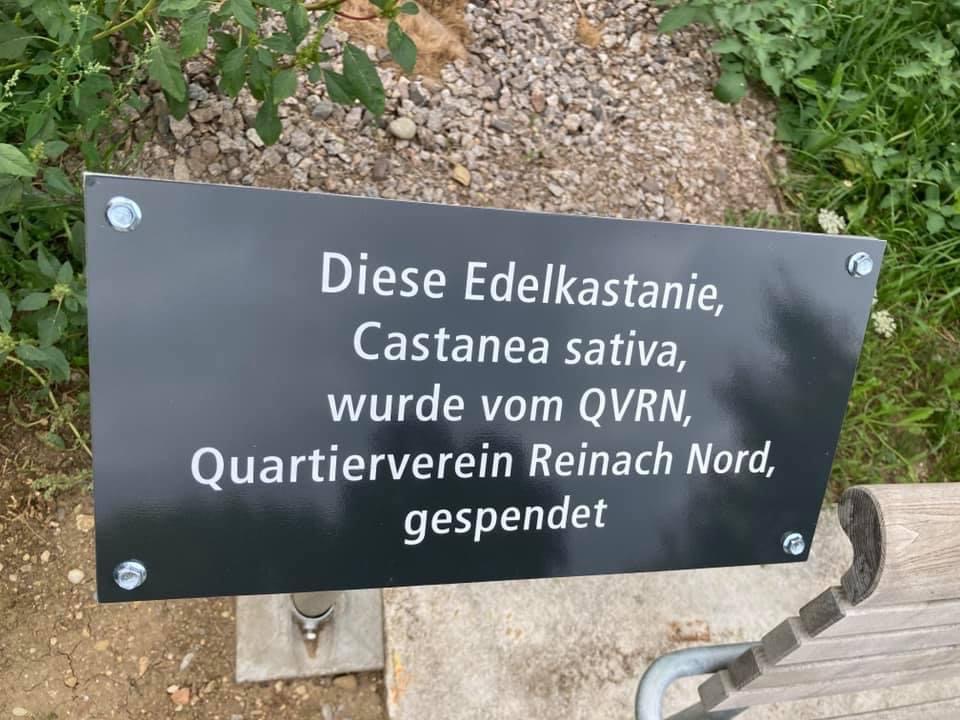 Diese Edelkastanie,
Castanea sativa,
wurde vom QVRN,
Quartierverein Reinach Nord,
gespendet